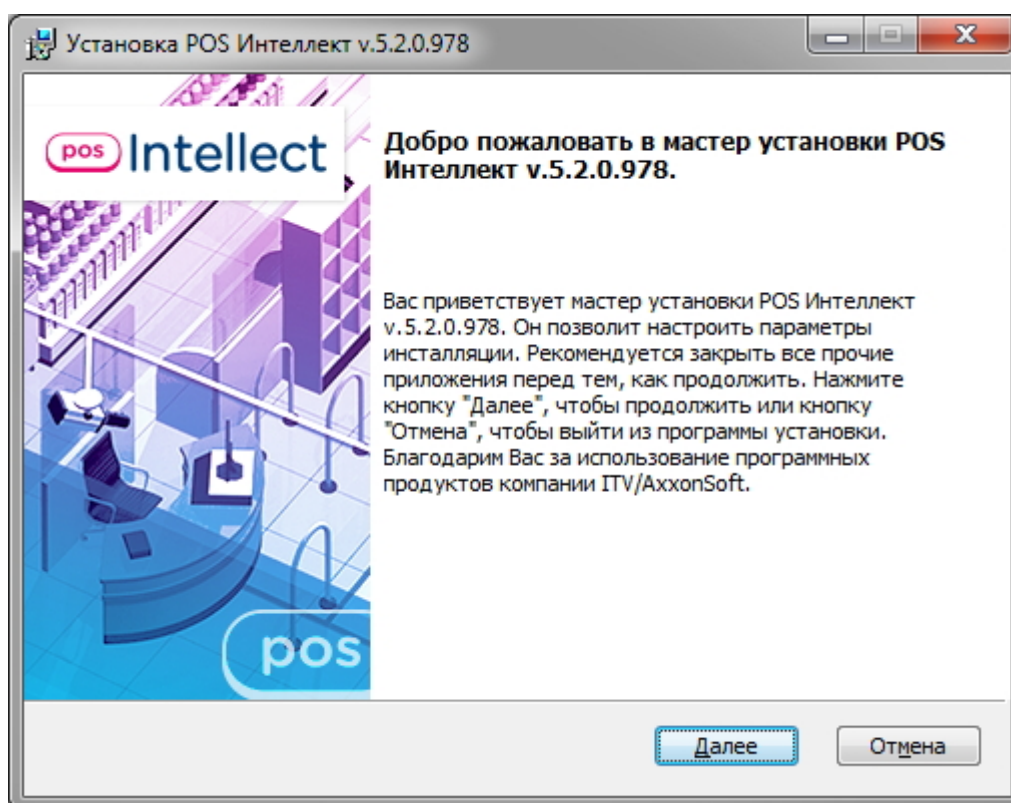 Установка POS Интеллект v.5.2.0.978
pos Intellect
Добро пожаловать в мастер установки POS
Интеллект v.5.2.0.978.
Вас приветствует мастер установки POS Интеллект
v.5.2.0.978. Он позволит настроить параметры
инсталляции. Рекомендуется закрыть все прочие
приложения перед тем, как продолжить. Нажмите
кнопку "Далее", чтобы продолжить или кнопку
"Отмена", чтобы выйти из программы установки.
Благодарим Вас за использование программных
продуктов компании ITV/AxxonSoft.
pos
Далее
Отмена